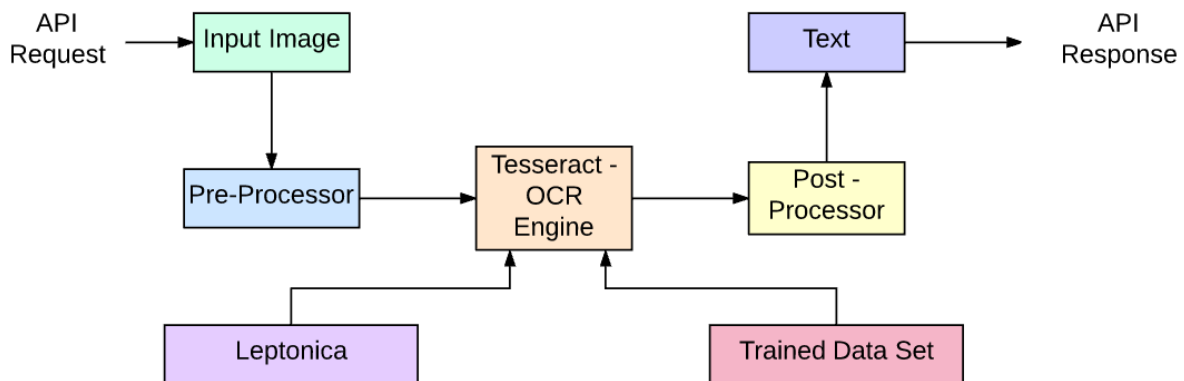 API
Request
Input Image
Text
API
Response
Pre-Processor
Tesseract -
OCR
Engine
Post -
Processor
Leptonica
Trained Data Set